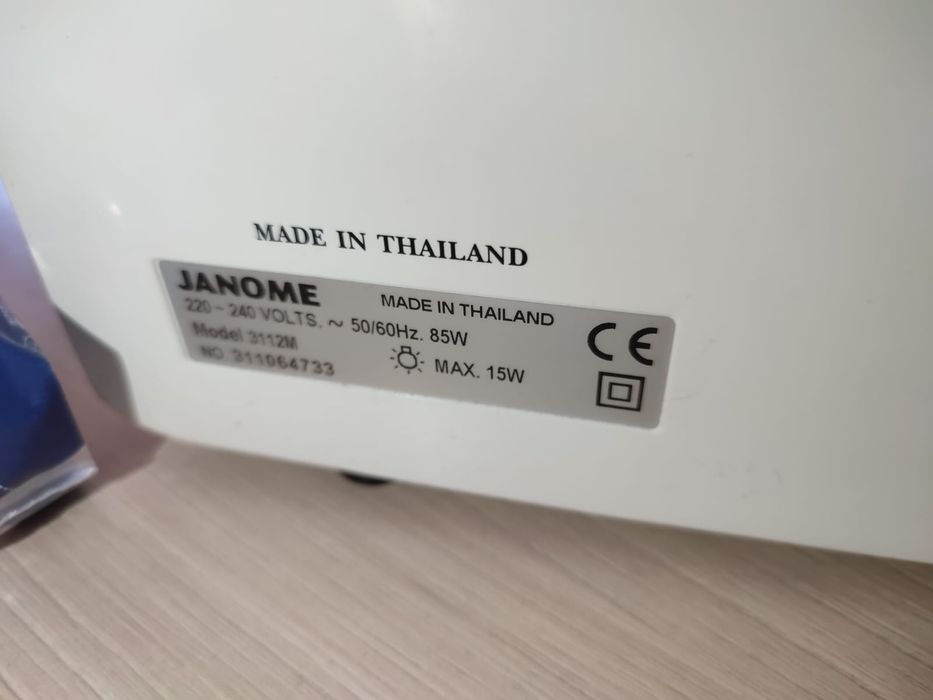 MADE IN THAILAND
JANOME MADE IN THAILAND
220 ~ 240 VOLTS. ~ 50/60Hz. 85W
Model 3112M
NO. 311064733 MAX. 15W
CE